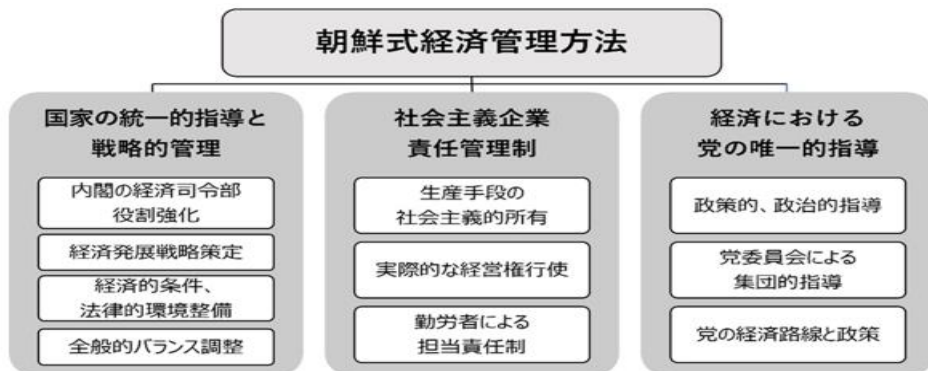 朝鮮式経済管理方法
国家の統一的指導と
戦略的管理
内閣の経済司令部
役割強化
経済発展戦略策定
経済的条件、
法律的環境整備
全般的バランス調整
社会主義企業
責任管理制
生産手段の
社会主義的所有
実際的な経営権行使
勤労者による
担当責任制
経済における
党の唯一的指導
政策的、政治的指導
党委員会による
集団的指導
党の経済路線と政策